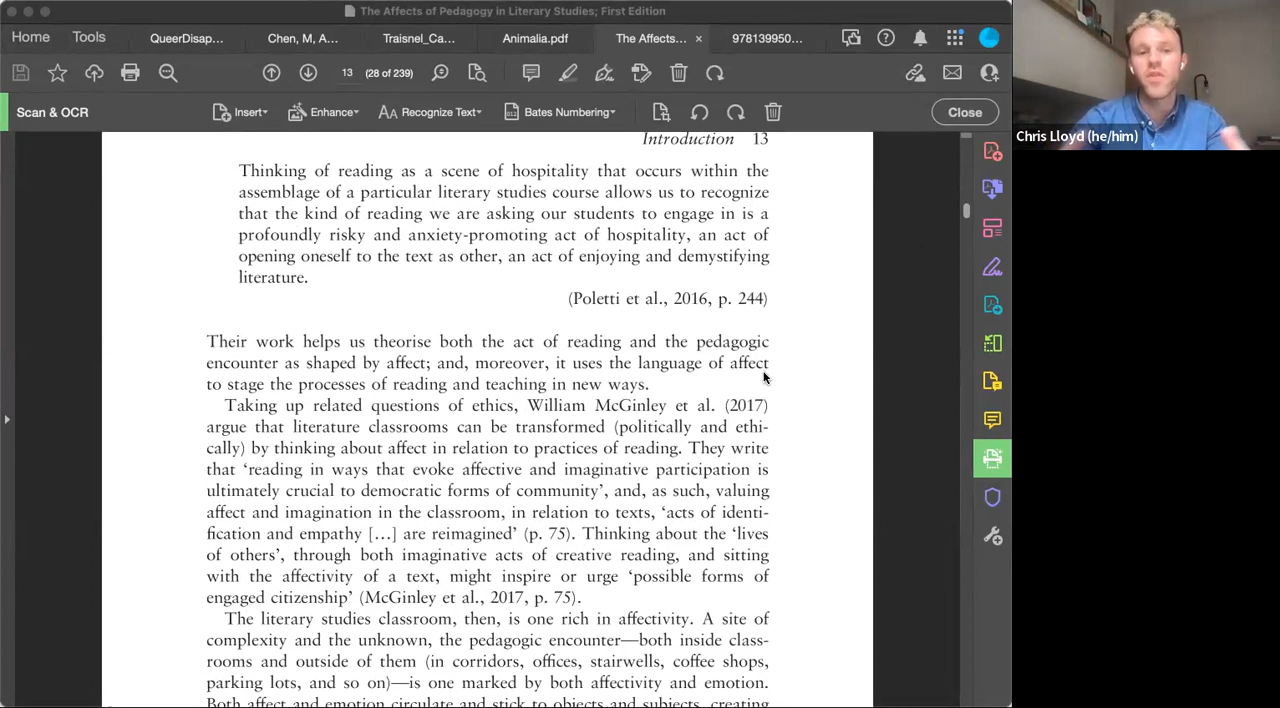 The Affects of Pedagogy in Literary Studies; First Edition
Home Tools QueerDisap... Chen, M, A... Traisnel_Ca... Animalia.pdf The Affects... × 978139950...
13 (28 of 239)
Scan & OCR Insert Enhance Recognize Text Bates Numbering Close
Chris Lloyd (he/him)
Introduction 13
Thinking of reading as a scene of hospitality that occurs within the
assemblage of a particular literary studies course allows us to recognize
that the kind of reading we are asking our students to engage in is a
profoundly risky and anxiety-promoting act of hospitality, an act of
opening oneself to the text as other, an act of enjoying and demystifying
literature.
(Poletti et al., 2016, p. 244)
Their work helps us theorise both the act of reading and the pedagogic
encounter as shaped by affect; and, moreover, it uses the language of affect
to stage the processes of reading and teaching in new ways.
Taking up related questions of ethics, William McGinley et al. (2017)
argue that literature classrooms can be transformed (politically and ethi-
cally) by thinking about affect in relation to practices of reading. They write
that ‘reading in ways that evoke affective and imaginative participation is
ultimately crucial to democratic forms of community’, and, as such, valuing
affect and imagination in the classroom, in relation to texts, ‘acts of identi-
fication and empathy […] are reimagined’ (p. 75). Thinking about the ‘lives
of others’, through both imaginative acts of creative reading, and sitting
with the affectivity of a text, might inspire or urge ‘possible forms of
engaged citizenship’ (McGinley et al., 2017, p. 75).
The literary studies classroom, then, is one rich in affectivity. A site of
complexity and the unknown, the pedagogic encounter—both inside class-
rooms and outside of them (in corridors, offices, stairwells, coffee shops,
parking lots, and so on)—is one marked by both affectivity and emotion.
Both affect and emotion circulate and stick to objects and subjects, creating